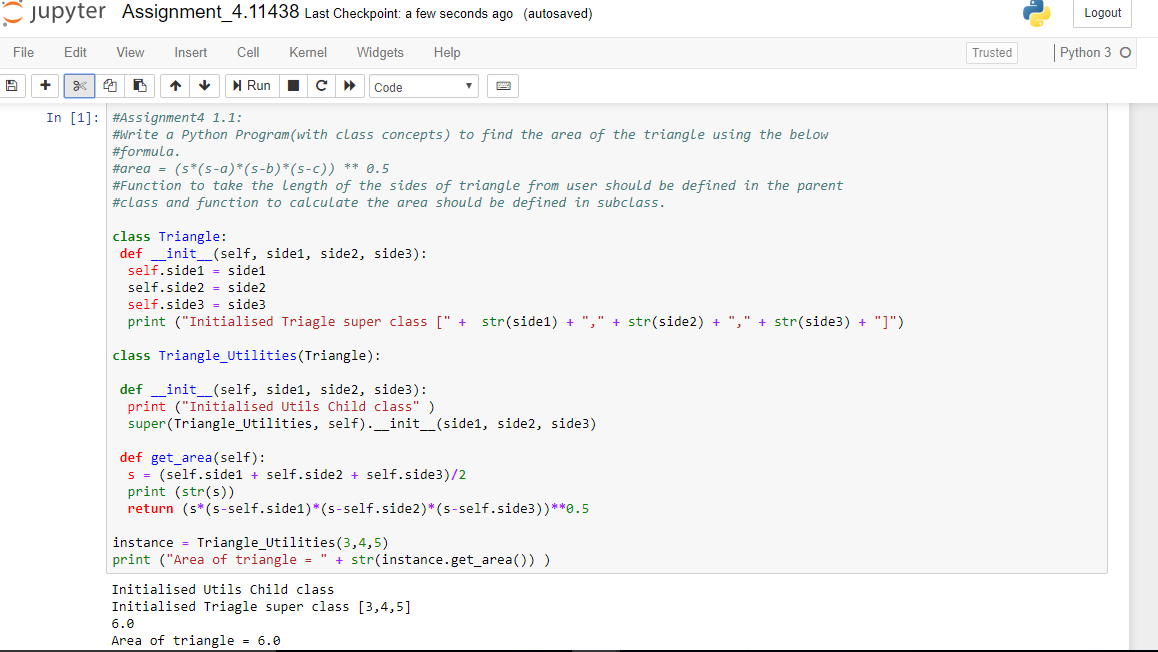 jupyter Assignment_4.11438 Last Checkpoint: a few seconds ago (autosaved) Logout
File Edit View Insert Cell Kernel Widgets Help Trusted Python 3
Run Code
In [1]: #Assignment4 1.1:
#Write a Python Program(with class concepts) to find the area of the triangle using the below
#formula.
#area = (s*(s-a)*(s-b)*(s-c)) ** 0.5
#Function to take the length of the sides of triangle from user should be defined in the parent
#class and function to calculate the area should be defined in subclass.
class Triangle:
def __init__(self, side1, side2, side3):
self.side1 = side1
self.side2 = side2
self.side3 = side3
print ("Initialised Triagle super class [" + str(side1) + "," + str(side2) + "," + str(side3) + "]")
class Triangle_Utilities(Triangle):
def __init__(self, side1, side2, side3):
print ("Initialised Utils Child class" )
super(Triangle_Utilities, self).__init__(side1, side2, side3)
def get_area(self):
s = (self.side1 + self.side2 + self.side3)/2
print (str(s))
return (s*(s-self.side1)*(s-self.side2)*(s-self.side3))**0.5
instance = Triangle_Utilities(3,4,5)
print ("Area of triangle = " + str(instance.get_area()) )
Initialised Utils Child class
Initialised Triagle super class [3,4,5]
6.0
Area of triangle = 6.0